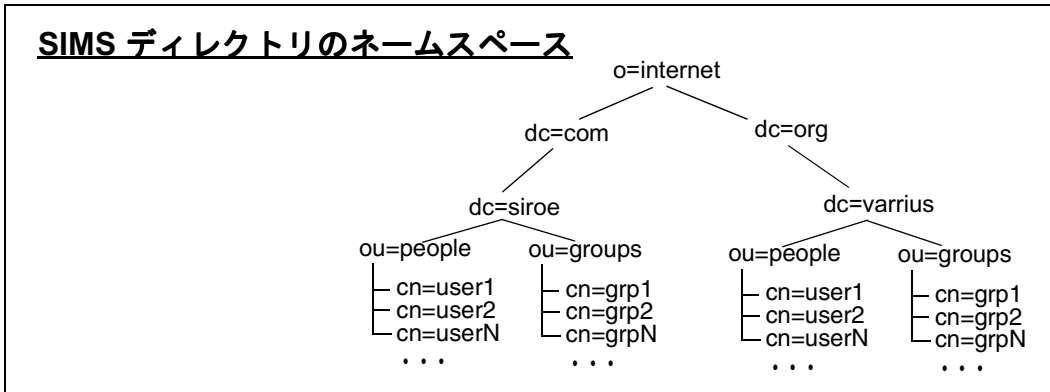 SIMS ディレクトリのネームスペース
o=internet
dc=com
dc=org
dc=siroe
dc=varrius
ou=people
ou=groups
ou=people
ou=groups
cn=user1
cn=user2
cn=userN
. . .
cn=grp1
cn=grp2
cn=grpN
. . .
cn=user1
cn=user2
cn=userN
. . .
cn=grp1
cn=grp2
cn=grpN
. . .